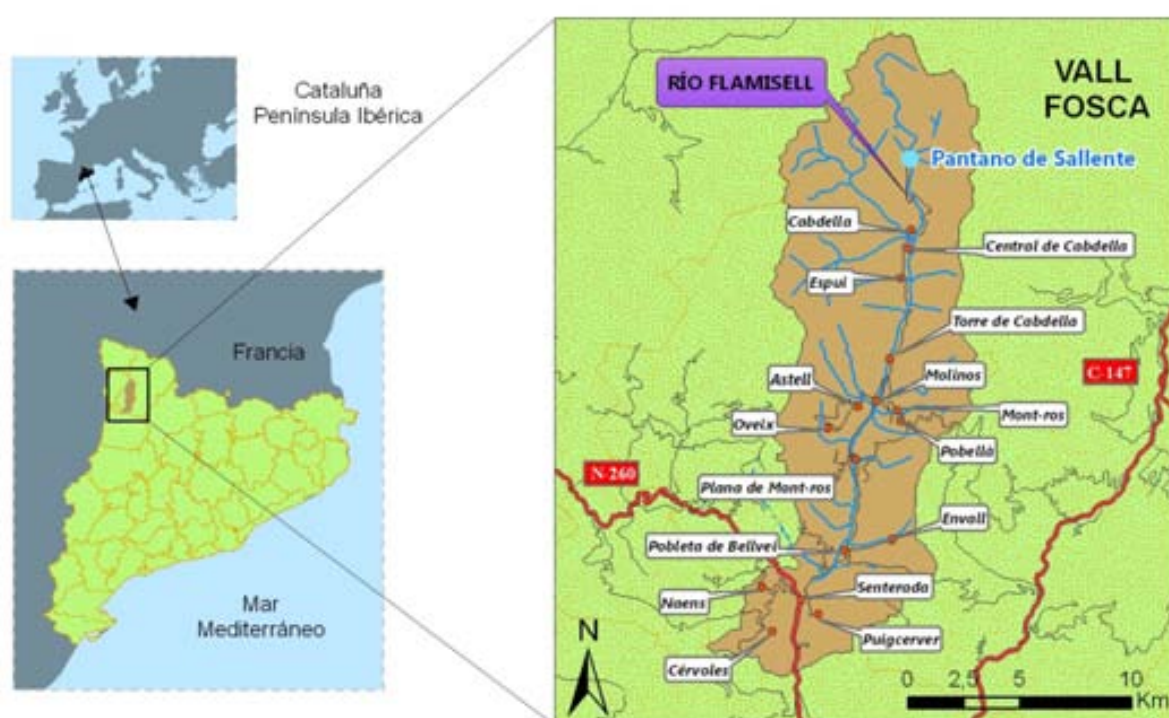 Cataluña
Península Ibérica
Francia
Mar
Mediterráneo
VALL
FOSCA
RÍO FLAMISELL
Pantano de Sallente
Cabdella
Central de Cabdella
Espui
Torre de Cabdella
C-147
Astell
Molinos
Mont-ros
Oveix
Pobellà
N-260
Plana de Mont-ros
Envall
Pobleta de Bellvei
Senterada
Naens
Puigcerver
Cérvoles
N
0 2,5 5 10
Km